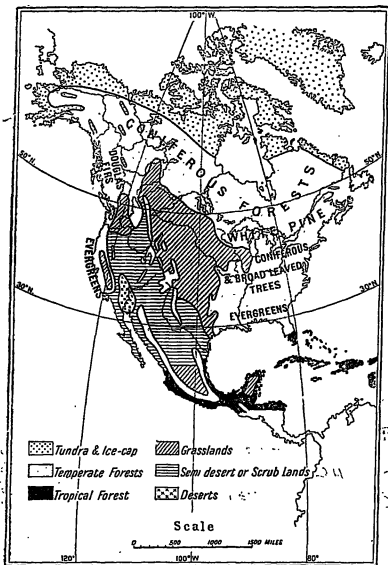 100°W
50°N
50°N
CONIFEROUS FORESTS
DOUGLAS
FIRS
WHITE PINE
CONIFEROUS
& BROAD LEAVED
TREES
EVERGREENS
30°N
30°N
EVERGREENS
Tundra & Ice-cap
Grasslands
Temperate Forests
Semi desert or Scrub Lands
Tropical Forest
Deserts
Scale
0 500 1000 1500 MILES
120°
100°W
80°